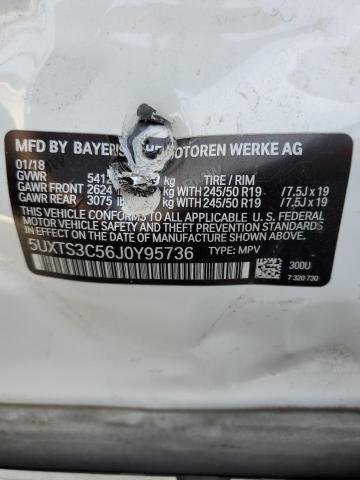 MFD BY BAYERIS HE MOTOREN WERKE AG
01/18
GVWR 5412 kg TIRE / RIM
GAWR FRONT 2624 kg WITH 245/50 R19 /7,5J x 19
GAWR REAR 3075 lb kg WITH 245/50 R19 /7,5J x 19
THIS VEHICLE CONFORMS TO ALL APPLICABLE U.S. FEDERAL
MOTOR VEHICLE SAFETY, BUMPER, AND THEFT PREVENTION
STANDARDS IN EFFECT ON THE DATE OF MANUFACTURE SHOWN ABOVE.
5UXTS3C56J0Y95736 TYPE: MPV
300U
7 320 730